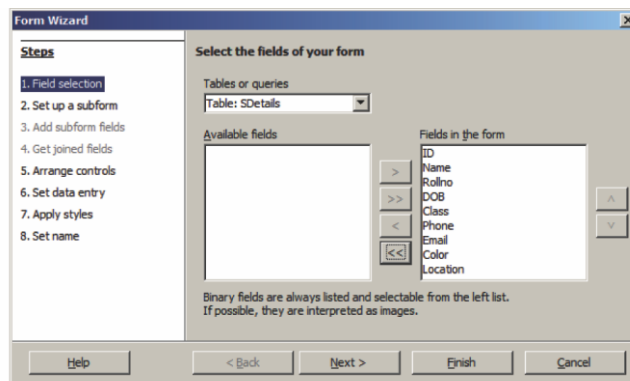 Form Wizard
Steps
1. Field selection
2. Set up a subform
3. Add subform fields
4. Get joined fields
5. Arrange controls
6. Set data entry
7. Apply styles
8. Set name
Select the fields of your form
Tables or queries
Table: SDetails
Available fields
>
>>
<
<<
Fields in the form
ID
Name
Rollno
DOB
Class
Phone
Email
Color
Location
Binary fields are always listed and selectable from the left list.
If possible, they are interpreted as images.
Help
< Back
Next >
Finish
Cancel